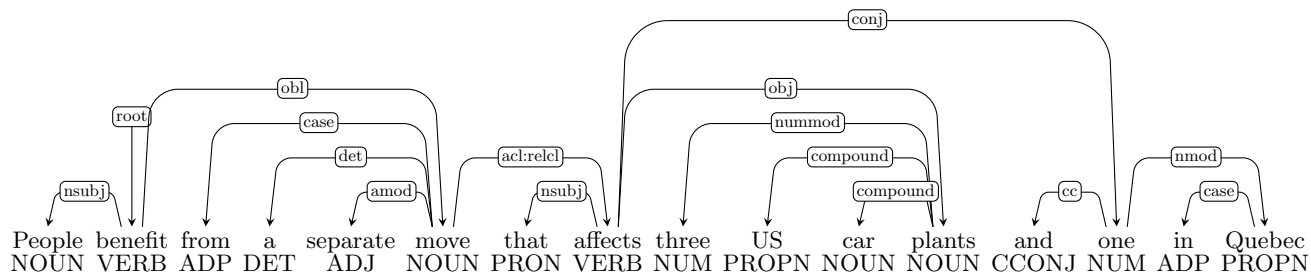 conj
obl obj
root case nummod
det acl:relcl compound nmod
nsubj amod nsubj compound cc case
People benefit from a separate move that affects three US car plants and one in Quebec
NOUN VERB ADP DET ADJ NOUN PRON VERB NUM PROPN NOUN NOUN CCONJ NUM ADP PROPN